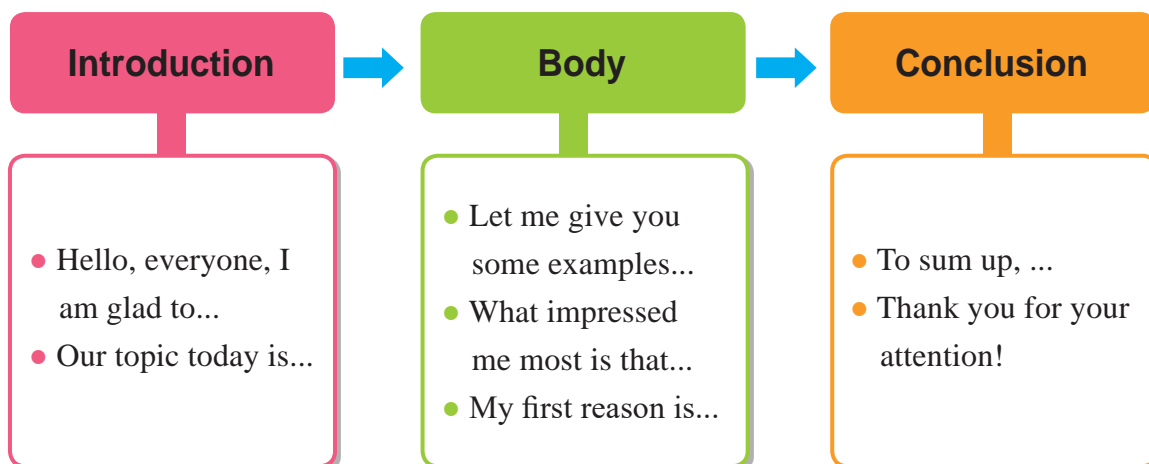 Introduction
Body
Conclusion
● Hello, everyone, I
am glad to...
● Our topic today is...
● Let me give you
some examples...
● What impressed
me most is that...
● My first reason is...
● To sum up, ...
● Thank you for your
attention!